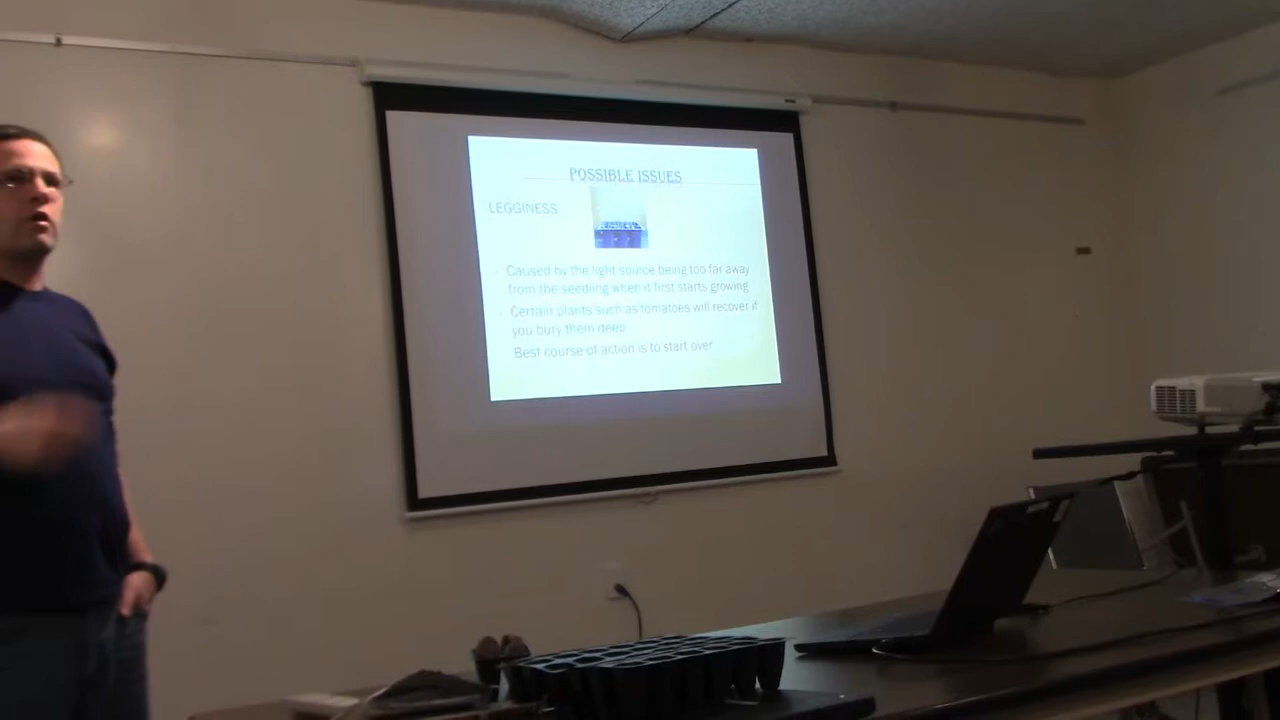 POSSIBLE ISSUES
LEGGINESS
Caused by the light source being too far away
from the seedling when it first starts growing
Certain plants such as tomatoes will recover if
you bury them deep
Best course of action is to start over